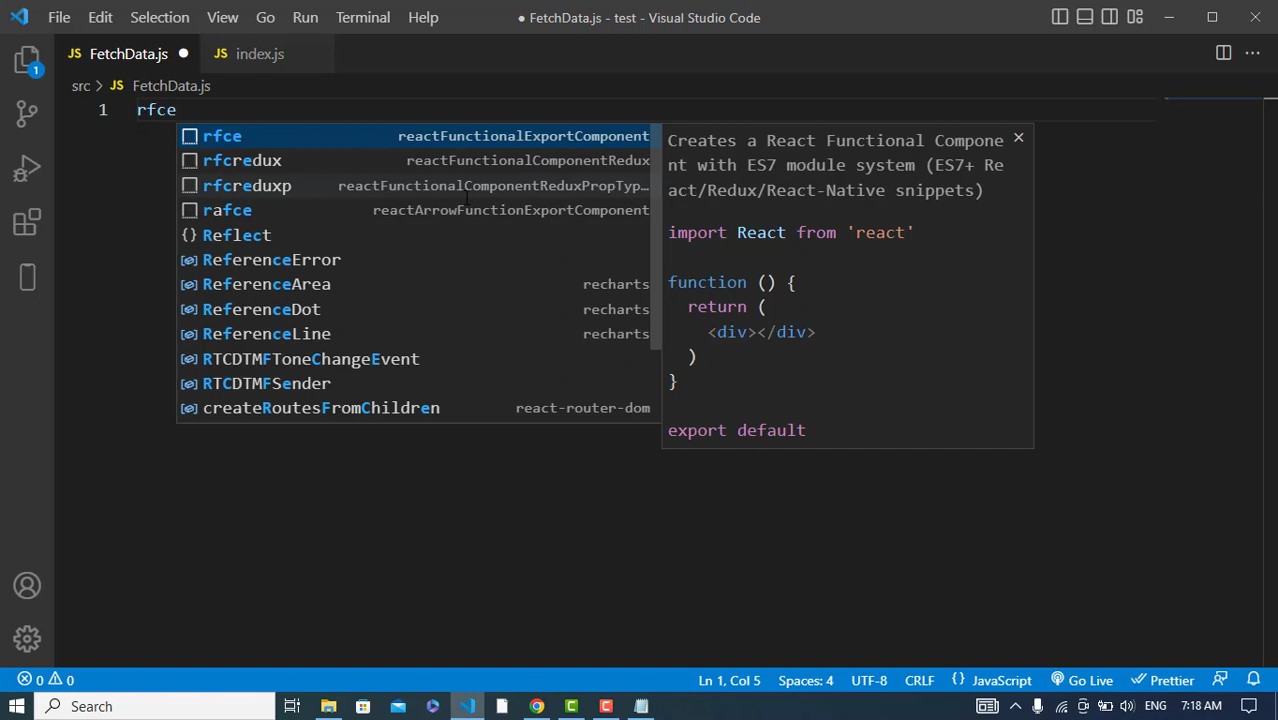 File Edit Selection View Go Run Terminal Help ● FetchData.js - test - Visual Studio Code
JS FetchData.js ● JS index.js
src > JS FetchData.js
1 rfce
rfce reactFunctionalExportComponent
rfcredux reactFunctionalComponentRedux
rfcreduxp reactFunctionalComponentReduxPropTyp…
rafce reactArrowFunctionExportComponent
{} Reflect
ReferenceError
ReferenceArea recharts
ReferenceDot recharts
ReferenceLine recharts
RTCDTMFToneChangeEvent
RTCDTMFSender
createRoutesFromChildren react-router-dom
Creates a React Functional Compone
nt with ES7 module system (ES7+ Re
act/Redux/React-Native snippets)
import React from 'react'
function () {
return (
<div></div>
)
}
export default
1
0 0 Ln 1, Col 5 Spaces: 4 UTF-8 CRLF {} JavaScript Go Live Prettier
Search ENG 7:18 AM